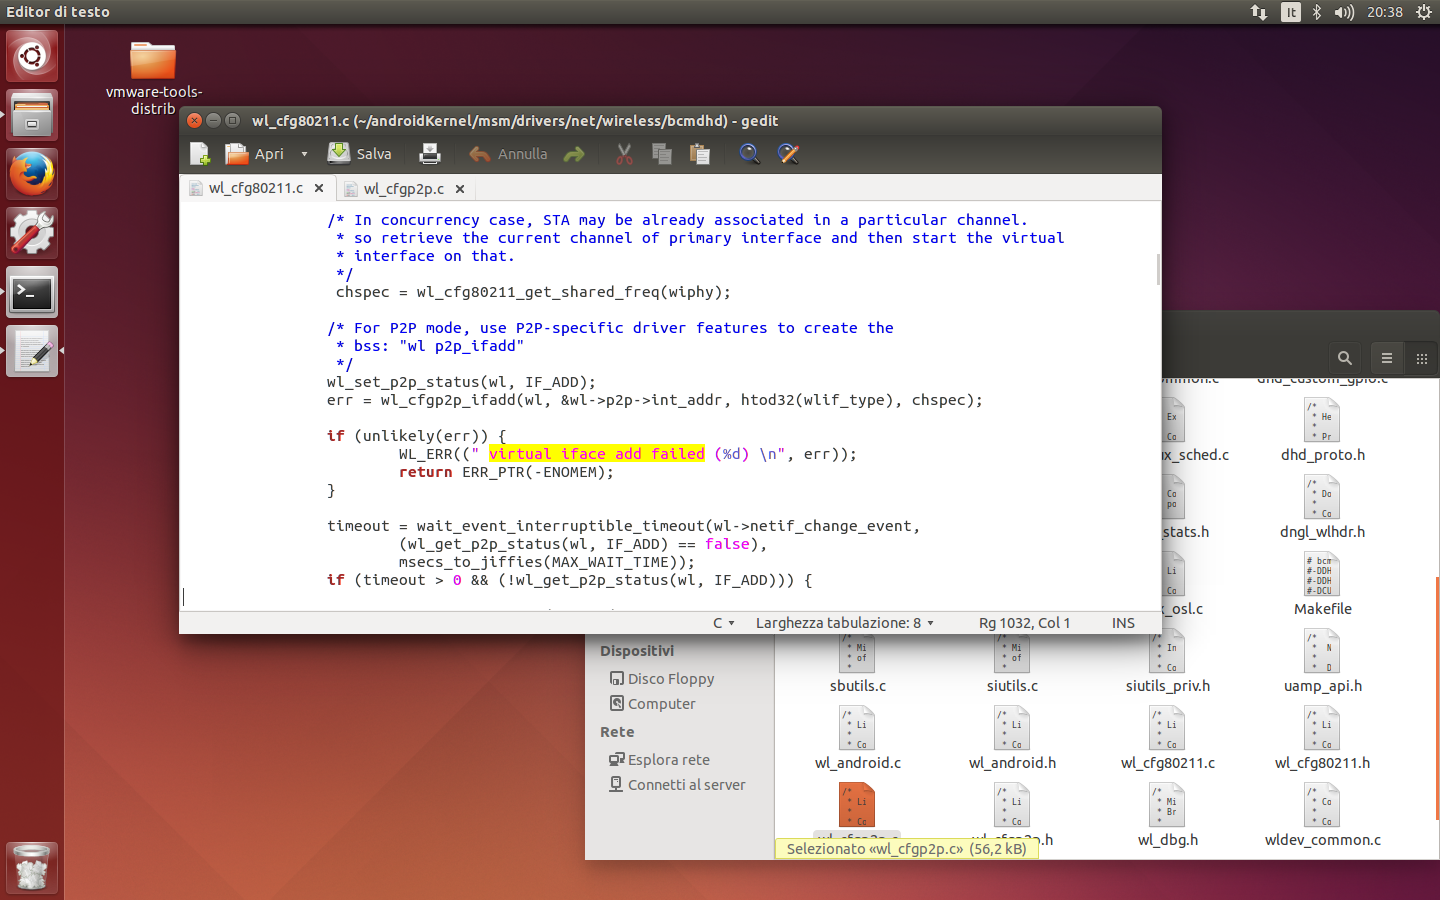 Editor di testo
It
20:38
vmware-tools-
distrib
wl_cfg80211.c (~/androidKernel/msm/drivers/net/wireless/bcmdhd) - gedit
Apri
Salva
Annulla
wl_cfg80211.c
wl_cfgp2p.c
/* In concurrency case, STA may be already associated in a particular channel.
* so retrieve the current channel of primary interface and then start the virtual
* interface on that.
*/
chspec = wl_cfg80211_get_shared_freq(wiphy);
/* For P2P mode, use P2P-specific driver features to create the
* bss: "wl p2p_ifadd"
*/
wl_set_p2p_status(wl, IF_ADD);
err = wl_cfgp2p_ifadd(wl, &wl->p2p->int_addr, htod32(wlif_type), chspec);
if (unlikely(err)) {
WL_ERR((" virtual iface add failed (%d) \n", err));
return ERR_PTR(-ENOMEM);
}
timeout = wait_event_interruptible_timeout(wl->netif_change_event,
(wl_get_p2p_status(wl, IF_ADD) == false),
msecs_to_jiffies(MAX_WAIT_TIME));
if (timeout > 0 && (!wl_get_p2p_status(wl, IF_ADD))) {
C
Larghezza tabulazione: 8
Rg 1032, Col 1
INS
Dispositivi
Disco Floppy
Computer
Rete
Esplora rete
Connetti al server
ommon.c
dhd_custom_gpio.c
ux_sched.c
dhd_proto.h
_stats.h
dngl_wlhdr.h
x_osl.c
Makefile
sbutils.c
siutils.c
siutils_priv.h
uamp_api.h
wl_android.c
wl_android.h
wl_cfg80211.c
wl_cfg80211.h
wl_cfgp2p.c
wl_cfgp2p.h
wl_dbg.h
wldev_common.c
Selezionato «wl_cfgp2p.c» (56,2 kB)